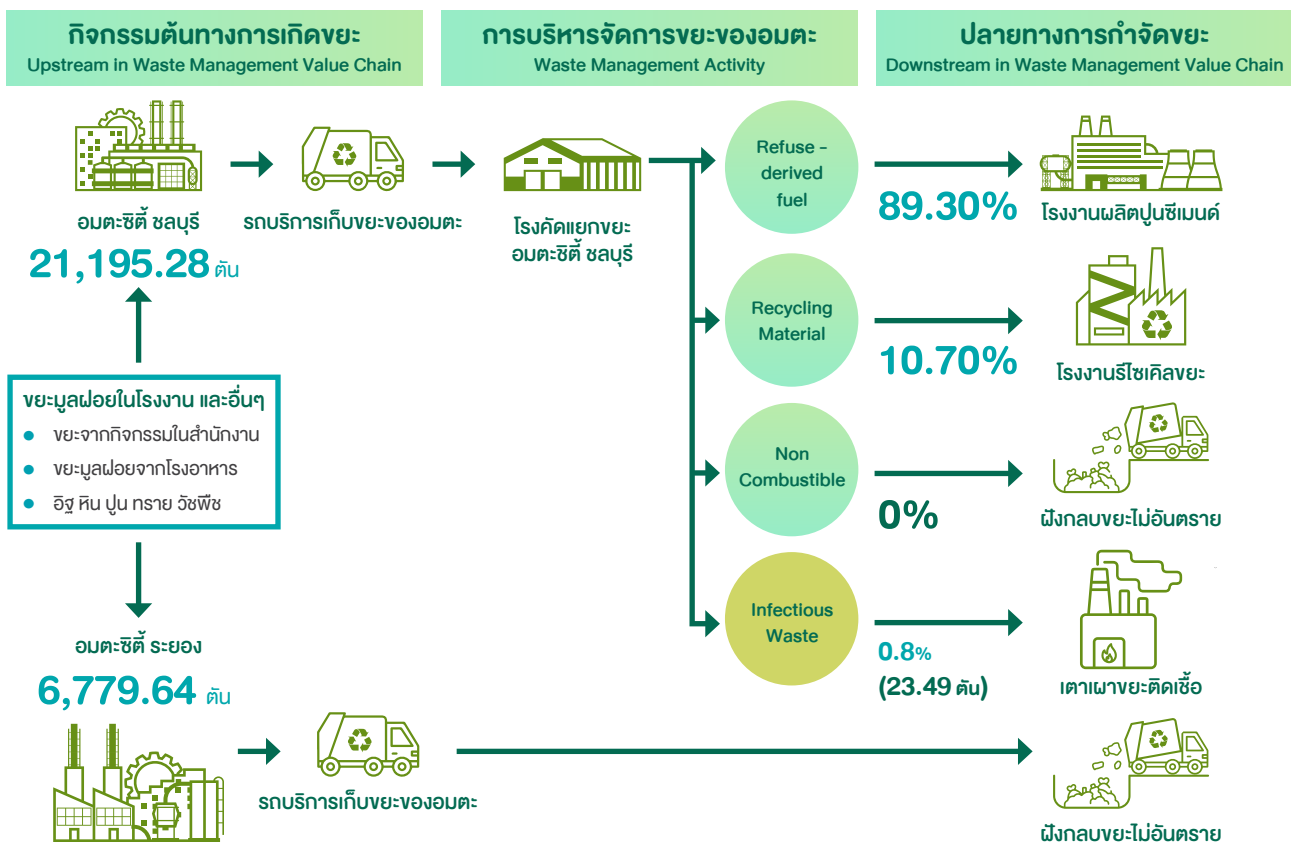 กิจกรรมต้นทางการเกิดขยะ
Upstream in Waste Management Value Chain
การบริหารจัดการขยะของอมตะ
Waste Management Activity
ปลายทางการกำจัดขยะ
Downstream in Waste Management Value Chain
อมตะซิตี้ ชลบุรี
21,195.28 ตัน
รถบริการเก็บขยะของอมตะ
โรงคัดแยกขยะ
อมตะซิตี้ ชลบุรี
Refuse -
derived
fuel
89.30%
โรงงานผลิตปูนซีเมนต์
Recycling
Material
10.70%
โรงงานรีไซเคิลขยะ
ขยะมูลฝอยในโรงงาน และอื่นๆ
ขยะจากกิจกรรมในสำนักงาน
ขยะมูลฝอยจากโรงอาหาร
อิฐ หิน ปูน ทราย วัชพืช
Non
Combustible
0%
ฝังกลบขยะไม่อันตราย
Infectious
Waste
0.8%
(23.49 ตัน)
เตาเผาขยะติดเชื้อ
อมตะซิตี้ ระยอง
6,779.64 ตัน
รถบริการเก็บขยะของอมตะ
ฝังกลบขยะไม่อันตราย